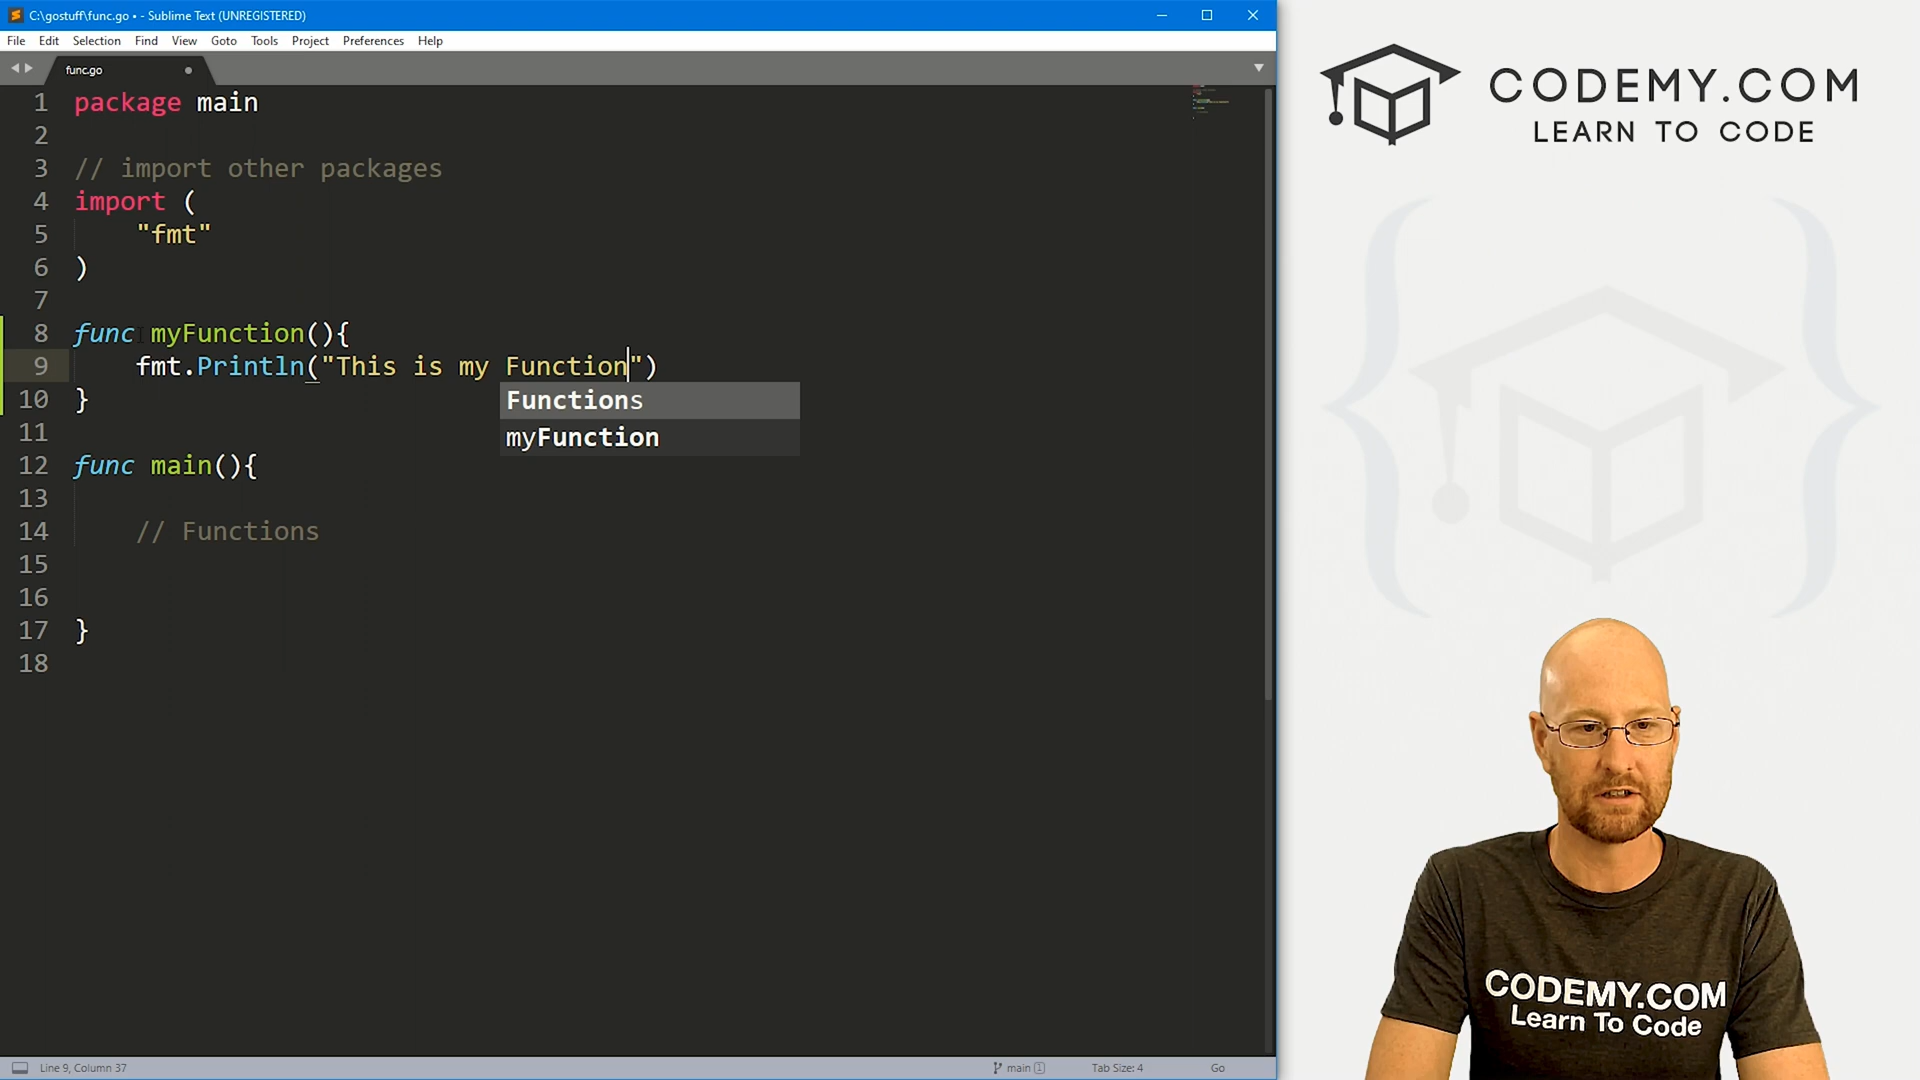 C:\gostuff\func.go • - Sublime Text (UNREGISTERED)
File Edit Selection Find View Goto Tools Project Preferences Help
func.go
1 package main
2
3 // import other packages
4 import (
5 "fmt"
6 )
7
8 func myFunction(){
9 fmt.Println("This is my Function")
10 }
Functions
myFunction
11
12 func main(){
13
14 // Functions
15
16
17 }
18
Line 9, Column 37
main 1
Tab Size: 4
Go
CODEMY.COM
LEARN TO CODE
CODEMY.COM
Learn To Code